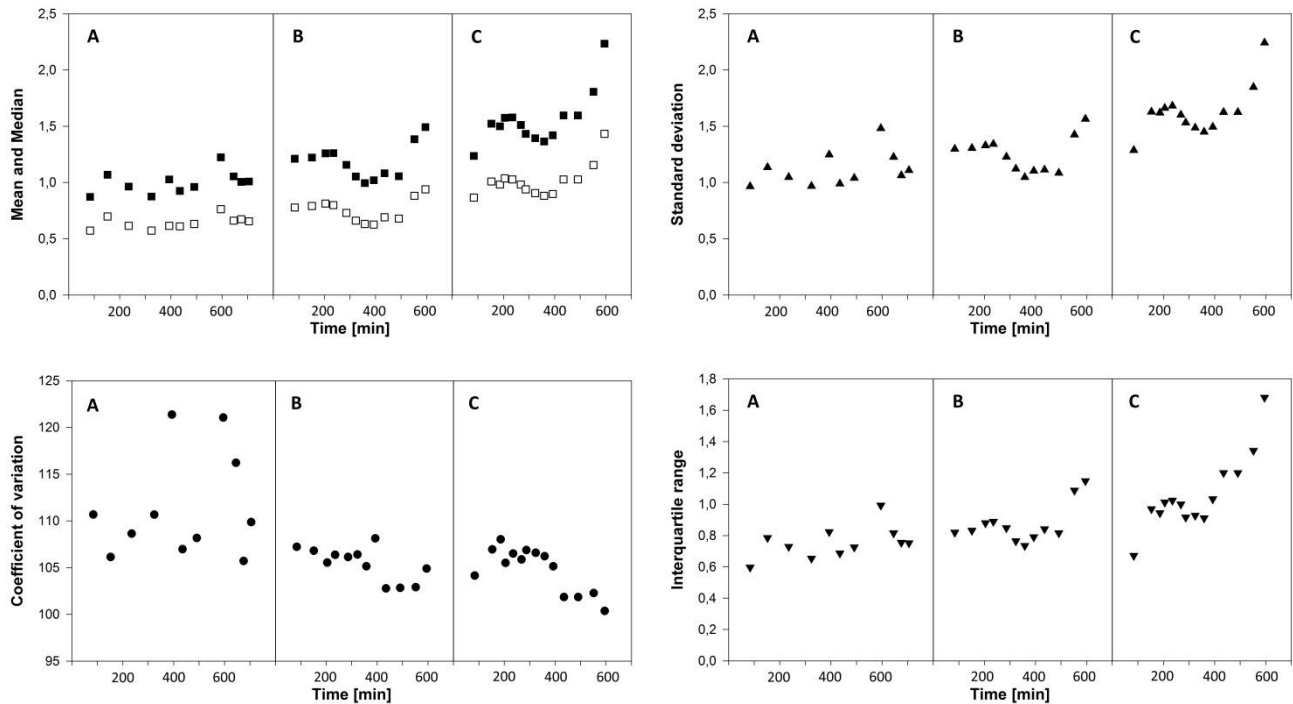 Mean and Median
2,5
2,0
1,5
1,0
0,5
0,0
A
B
C
200 400 600 200 400 600 200 400 600
Time [min]
Standard deviation
2,5
2,0
1,5
1,0
0,5
0,0
A
B
C
200 400 600 200 400 600 200 400 600
Time [min]
Coefficient of variation
125
120
115
110
105
100
95
A
B
C
200 400 600 200 400 600 200 400 600
Time [min]
Interquartile range
1,8
1,6
1,4
1,2
1,0
0,8
0,6
0,4
0,2
0,0
A
B
C
200 400 600 200 400 600 200 400 600
Time [min]